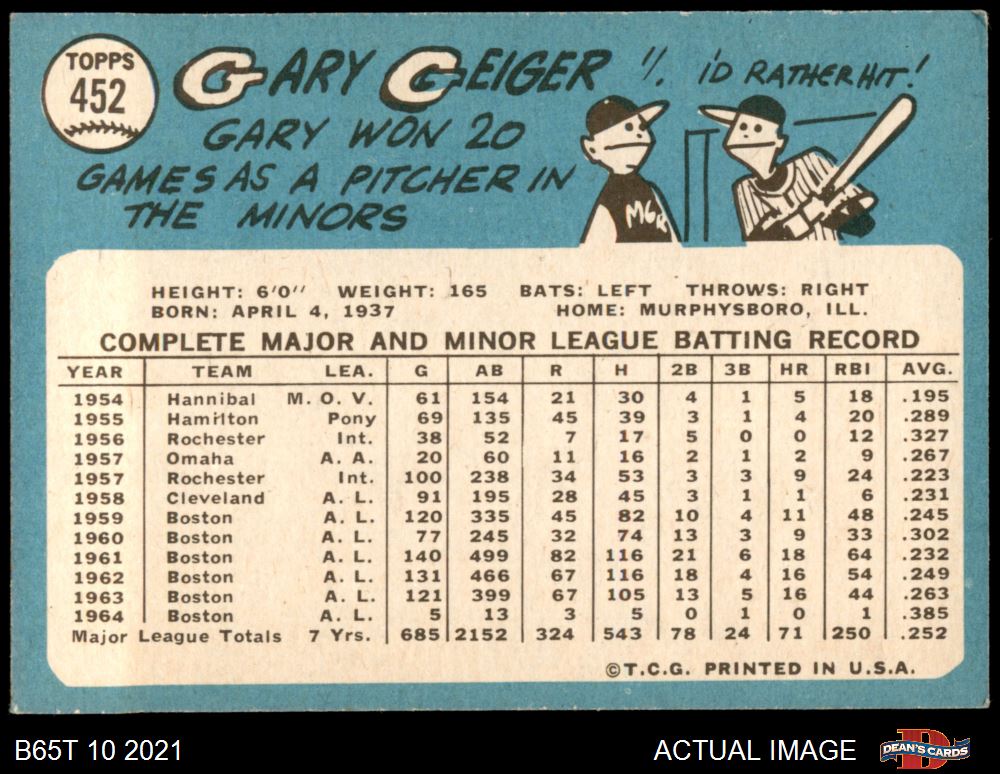 TOPPS
452
GARY GEIGER
GARY WON 20
GAMES AS A PITCHER IN
THE MINORS
I'D RATHER HIT!
HEIGHT: 6'0" WEIGHT: 165 BATS: LEFT THROWS: RIGHT
BORN: APRIL 4, 1937 HOME: MURPHYSBORO, ILL.
COMPLETE MAJOR AND MINOR LEAGUE BATTING RECORD
YEAR TEAM LEA. G AB R H 2B 3B HR RBI AVG.
1954 Hannibal M. O. V. 61 154 21 30 4 1 5 18 .195
1955 Hamilton Pony 69 135 45 39 3 1 4 20 .289
1956 Rochester Int. 38 52 7 17 5 0 0 12 .327
1957 Omaha A. A. 20 60 11 16 2 1 2 9 .267
1957 Rochester Int. 100 238 34 53 3 3 9 24 .223
1958 Cleveland A. L. 91 195 28 45 3 1 1 6 .231
1959 Boston A. L. 120 335 45 82 10 4 11 48 .245
1960 Boston A. L. 77 245 32 74 13 3 9 33 .302
1961 Boston A. L. 140 499 82 116 21 6 18 64 .232
1962 Boston A. L. 131 466 67 116 18 4 16 54 .249
1963 Boston A. L. 121 399 67 105 13 5 16 44 .263
1964 Boston A. L. 5 13 3 5 0 1 0 1 .385
Major League Totals 7 Yrs. 685 2152 324 543 78 24 71 250 .252
©T.C.G. PRINTED IN U.S.A.
B65T 10 2021 ACTUAL IMAGE DEAN'S CARDS